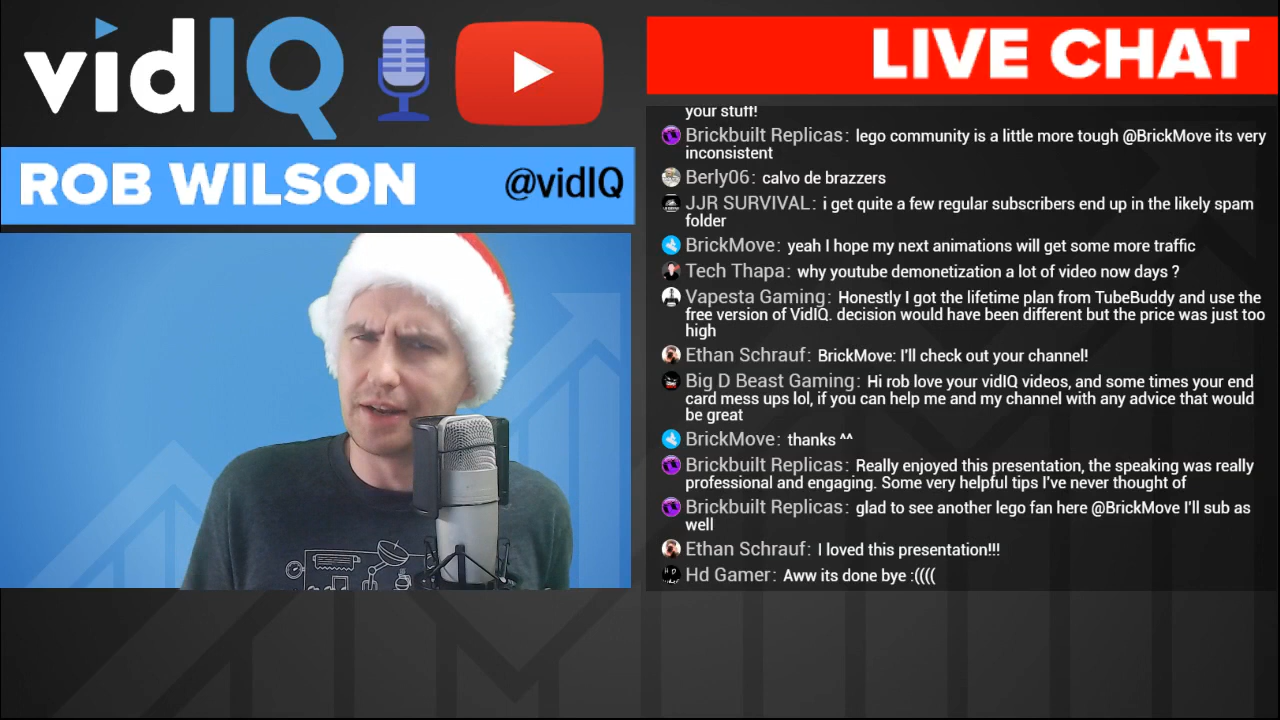 vidIQ
ROB WILSON
@vidIQ
LIVE CHAT
your stuff!
Brickbuilt Replicas: lego community is a little more tough @BrickMove its very
inconsistent
Berly06: calvo de brazzers
JJR SURVIVAL: i get quite a few regular subscribers end up in the likely spam
folder
BrickMove: yeah I hope my next animations will get some more traffic
Tech Thapa: why youtube demonetization a lot of video now days ?
Vapesta Gaming: Honestly I got the lifetime plan from TubeBuddy and use the
free version of VidIQ. decision would have been different but the price was just too
high
Ethan Schrauf: BrickMove: I'll check out your channel!
Big D Beast Gaming: Hi rob love your vidIQ videos, and some times your end
card mess ups lol, if you can help me and my channel with any advice that would
be great
BrickMove: thanks ^^
Brickbuilt Replicas: Really enjoyed this presentation, the speaking was really
professional and engaging. Some very helpful tips I've never thought of
Brickbuilt Replicas: glad to see another lego fan here @BrickMove I'll sub as
well
Ethan Schrauf: I loved this presentation!!!
Hd Gamer: Aww its done bye :((((